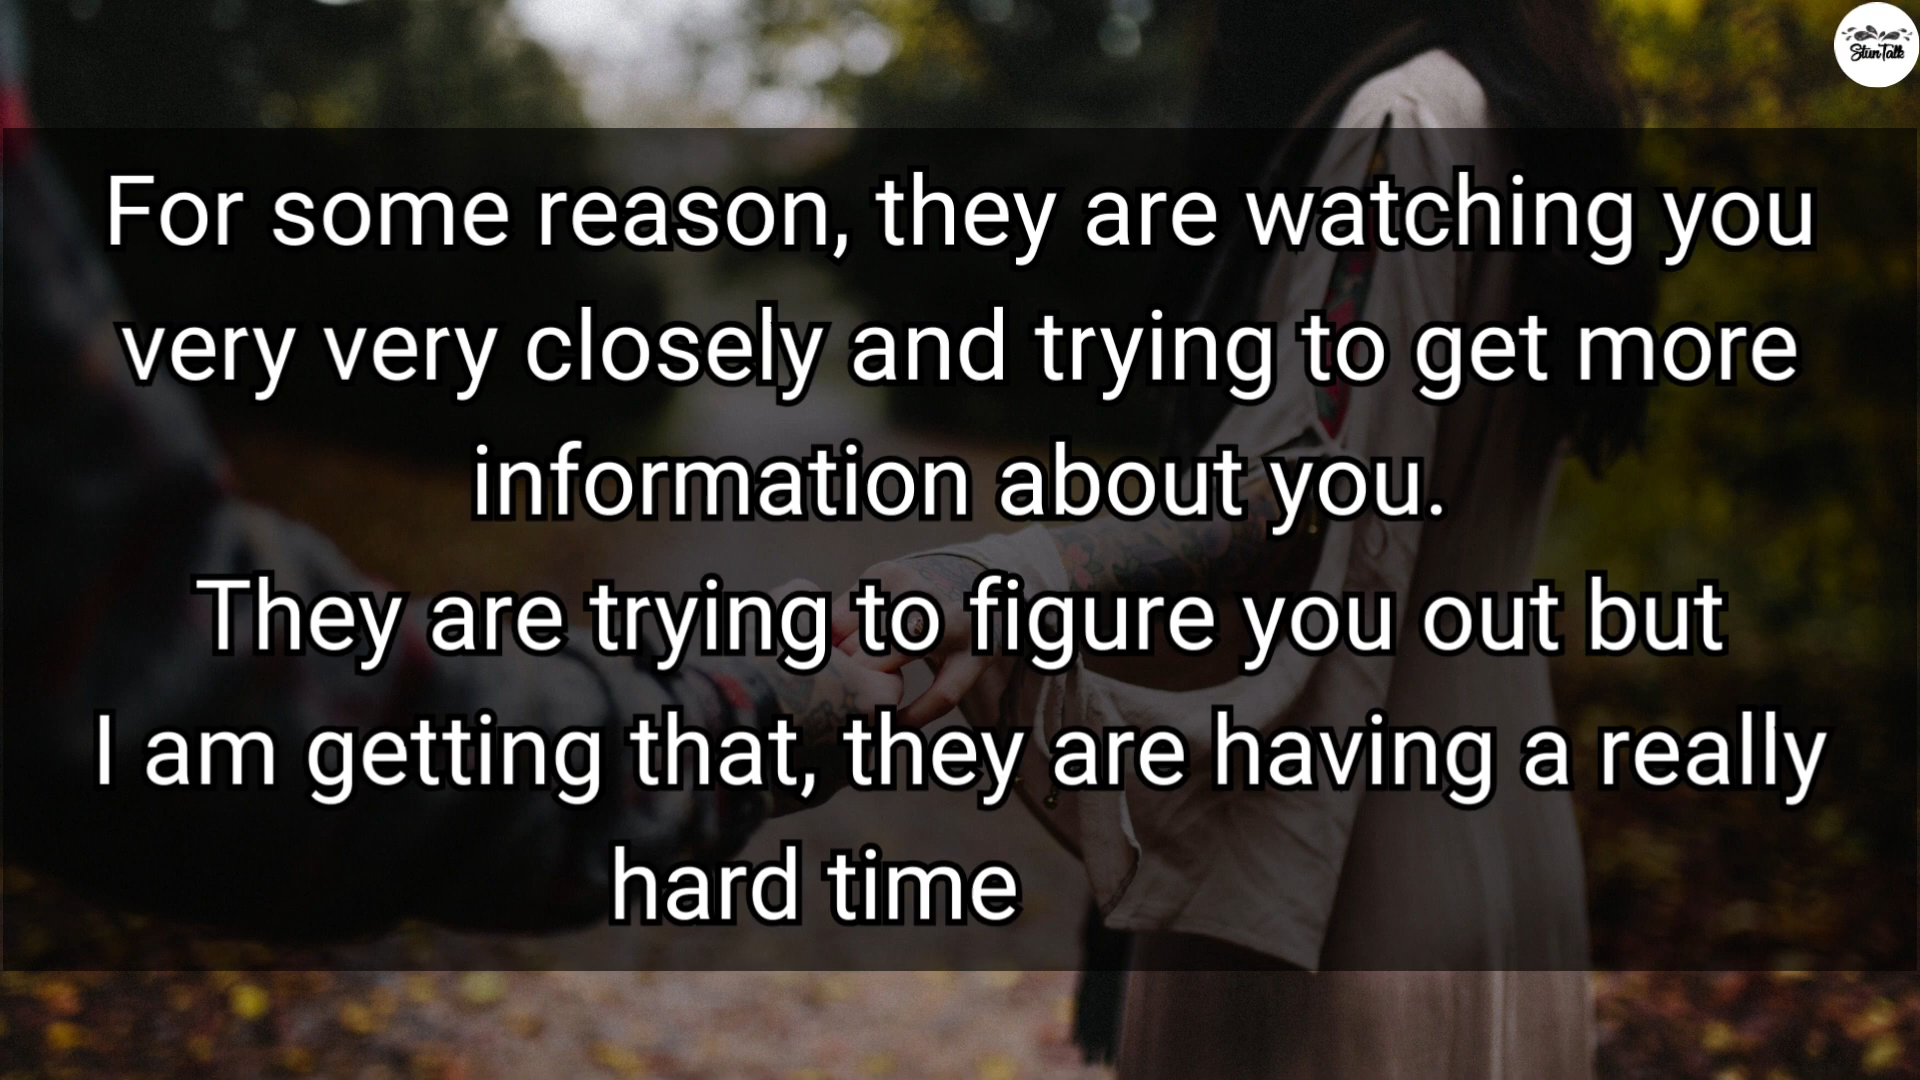 StunTalk
For some reason, they are watching you
very very closely and trying to get more
information about you.
They are trying to figure you out but
I am getting that, they are having a really
hard time